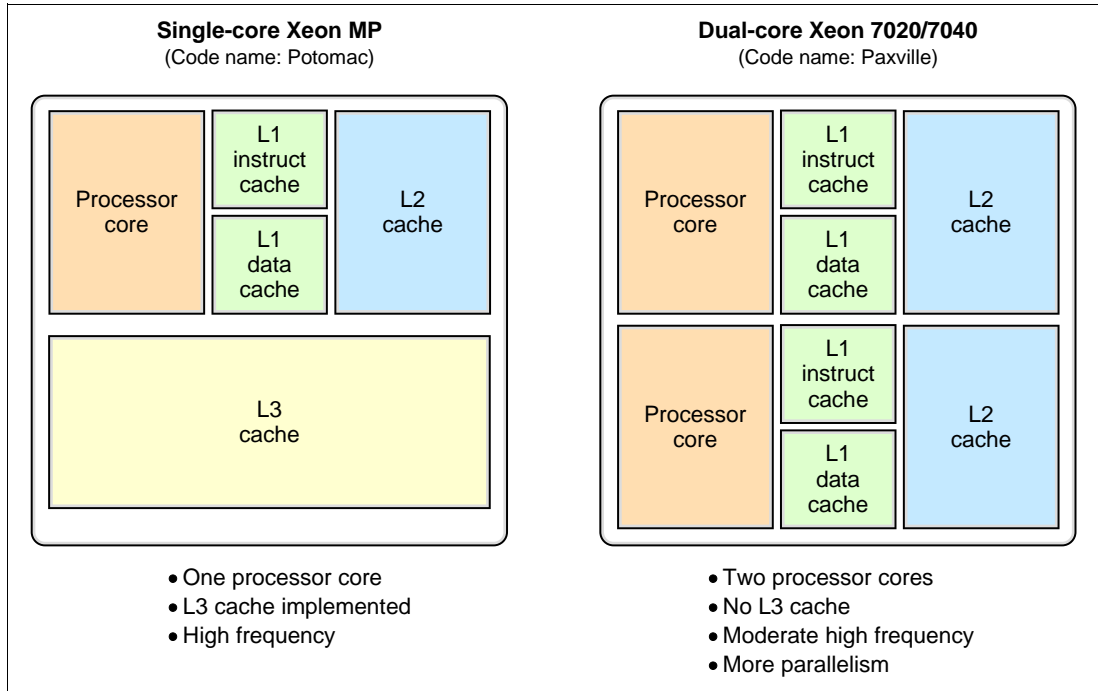 Single-core Xeon MP
(Code name: Potomac)
Processor
core
L1
instruct
cache
L1
data
cache
L2
cache
L3
cache
• One processor core
• L3 cache implemented
• High frequency
Dual-core Xeon 7020/7040
(Code name: Paxville)
Processor
core
L1
instruct
cache
L1
data
cache
L2
cache
Processor
core
L1
instruct
cache
L1
data
cache
L2
cache
• Two processor cores
• No L3 cache
• Moderate high frequency
• More parallelism